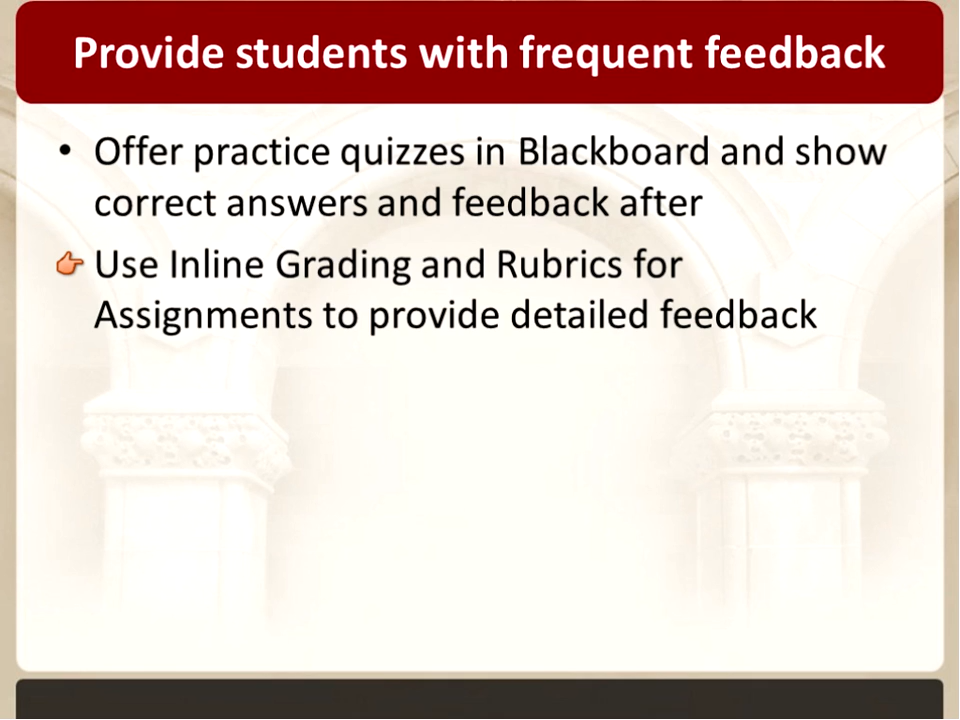 Provide students with frequent feedback
• Offer practice quizzes in Blackboard and show
correct answers and feedback after
Use Inline Grading and Rubrics for
Assignments to provide detailed feedback